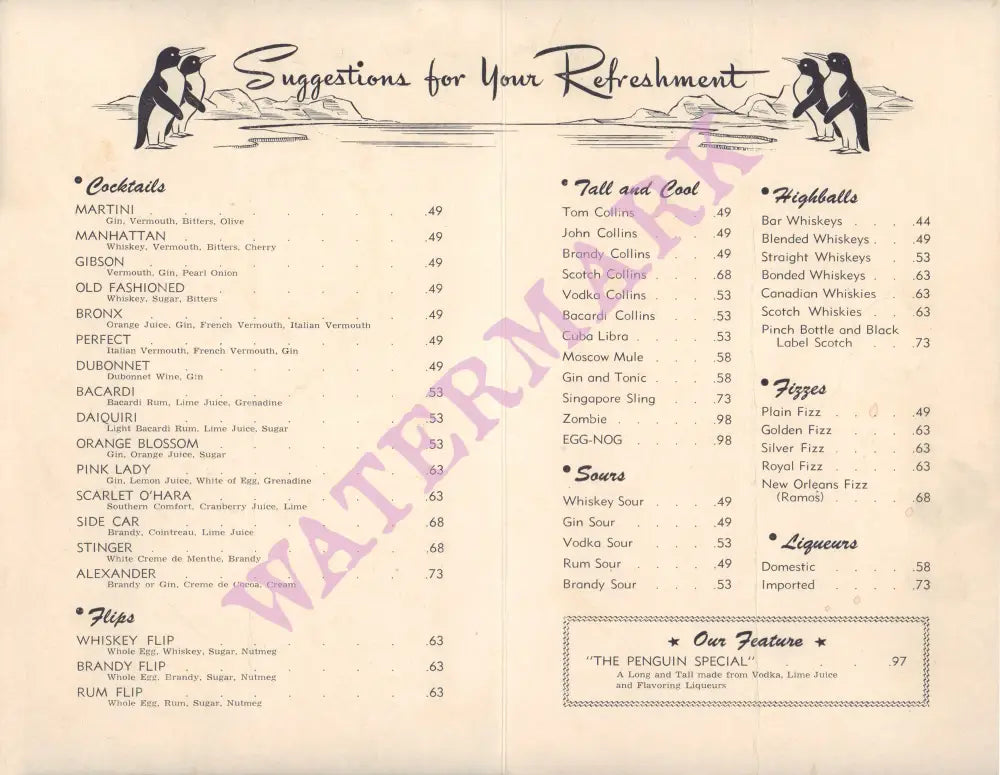 Suggestions for Your Refreshment
Cocktails
MARTINI . . . . . . . .49
Gin, Vermouth, Bitters, Olive
MANHATTAN . . . . . . . .49
Whiskey, Vermouth, Bitters, Cherry
GIBSON . . . . . . . .49
Vermouth, Gin, Pearl Onion
OLD FASHIONED . . . . . . .49
Whiskey, Sugar, Bitters
BRONX . . . . . . . .49
Orange Juice, Gin, French Vermouth, Italian Vermouth
PERFECT . . . . . . . .49
Italian Vermouth, French Vermouth, Gin
DUBONNET . . . . . . . .49
Dubonnet Wine, Gin
BACARDI . . . . . . . .53
Bacardi Rum, Lime Juice, Grenadine
DAIQUIRI . . . . . . . .53
Light Bacardi Rum, Lime Juice, Sugar
ORANGE BLOSSOM . . . . . .53
Gin, Orange Juice, Sugar
PINK LADY . . . . . . . .63
Gin, Lemon Juice, White of Egg, Grenadine
SCARLET O'HARA . . . . . . .63
Southern Comfort, Cranberry Juice, Lime
SIDE CAR . . . . . . . .68
Brandy, Cointreau, Lime Juice
STINGER . . . . . . . .68
White Creme de Menthe, Brandy
ALEXANDER . . . . . . . .73
Brandy or Gin, Creme de Cocoa, Cream
Flips
WHISKEY FLIP . . . . . . .63
Whole Egg, Whiskey, Sugar, Nutmeg
BRANDY FLIP . . . . . . .63
Whole Egg, Brandy, Sugar, Nutmeg
RUM FLIP . . . . . . . .63
Whole Egg, Rum, Sugar, Nutmeg
Tall and Cool
Tom Collins . . . .49
John Collins . . . .49
Brandy Collins . . . .49
Scotch Collins . . . .68
Vodka Collins . . . .53
Bacardi Collins . . . .53
Cuba Libra . . . . .53
Moscow Mule . . . .58
Gin and Tonic . . . .58
Singapore Sling . . . .73
Zombie . . . . . .98
EGG-NOG . . . . .98
Sours
Whiskey Sour . . . .49
Gin Sour . . . . .49
Vodka Sour . . . .53
Rum Sour . . . . .49
Brandy Sour . . . .53
Highballs
Bar Whiskeys . . . .44
Blended Whiskeys . . .49
Straight Whiskeys . . .53
Bonded Whiskeys . . .63
Canadian Whiskies . . .63
Scotch Whiskies . . .63
Pinch Bottle and Black
Label Scotch . . .73
Fizzes
Plain Fizz . . . . .49
Golden Fizz . . . .63
Silver Fizz . . . . .63
Royal Fizz . . . . .63
New Orleans Fizz
(Ramos) . . . . .68
Liqueurs
Domestic . . . . .58
Imported . . . . .73
★ Our Feature ★
"THE PENGUIN SPECIAL" . . . . .97
A Long and Tall made from Vodka, Lime Juice
and Flavoring Liqueurs
WATERMARK